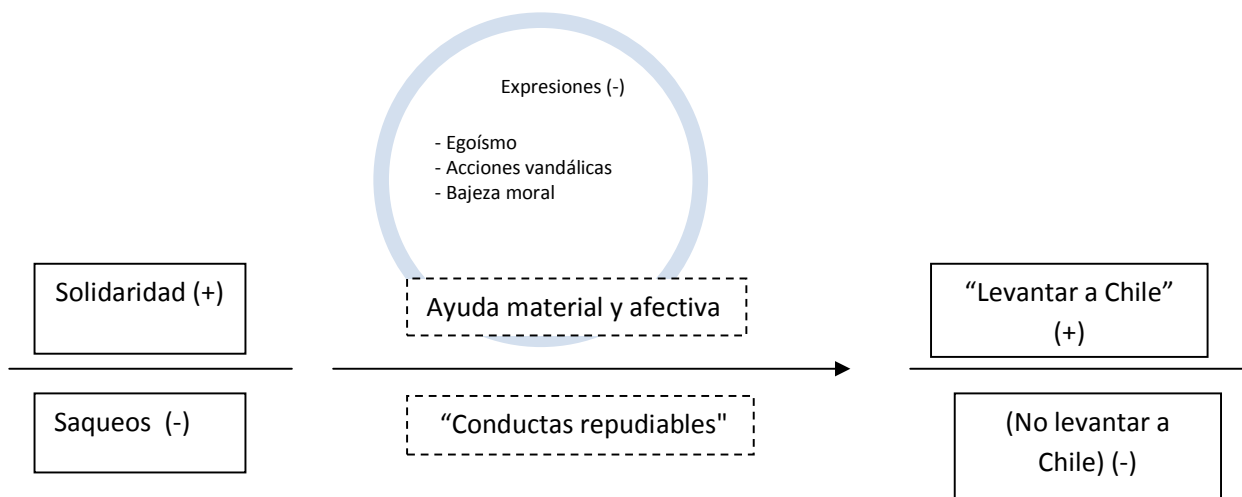 Expresiones (-)
- Egoísmo
- Acciones vandálicas
- Bajeza moral
Solidaridad (+)
Ayuda material y afectiva
“Levantar a Chile”
(+)
Saqueos (-)
“Conductas repudiables"
(No levantar a
Chile) (-)